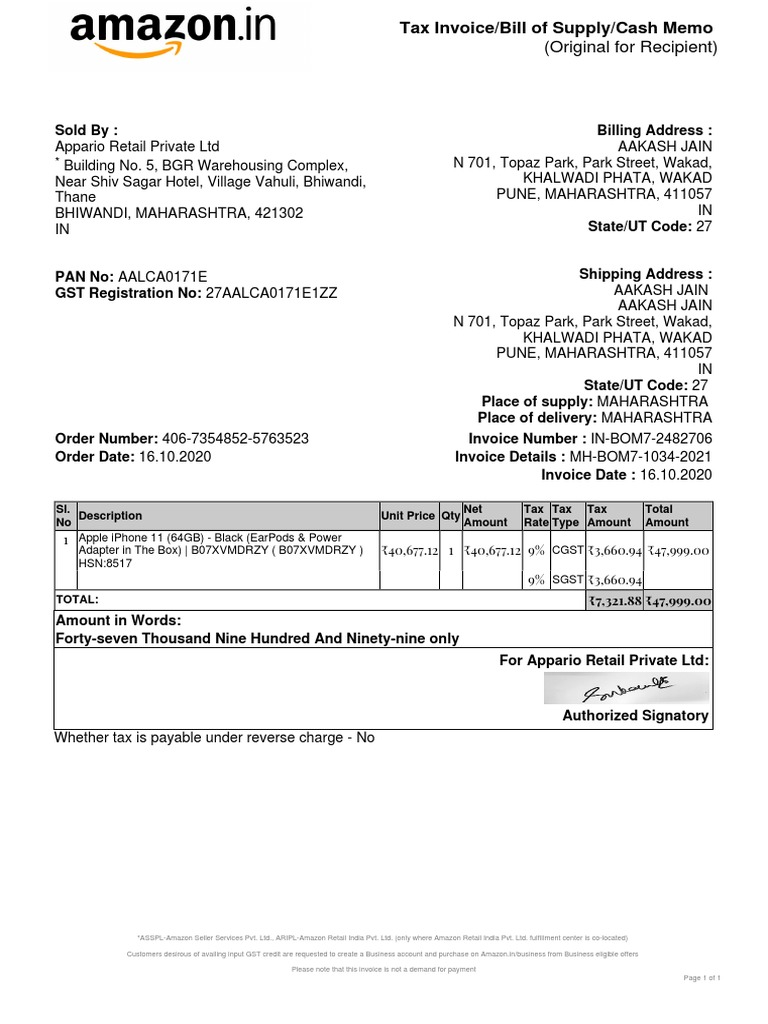 amazon.in
Tax Invoice/Bill of Supply/Cash Memo
(Original for Recipient)
Sold By :
Appario Retail Private Ltd
* Building No. 5, BGR Warehousing Complex,
Near Shiv Sagar Hotel, Village Vahuli, Bhiwandi,
Thane
BHIWANDI, MAHARASHTRA, 421302
IN
Billing Address :
AAKASH JAIN
N 701, Topaz Park, Park Street, Wakad,
KHALWADI PHATA, WAKAD
PUNE, MAHARASHTRA, 411057
IN
State/UT Code: 27
PAN No: AALCA0171E
GST Registration No: 27AALCA0171E1ZZ
Shipping Address :
AAKASH JAIN
AAKASH JAIN
N 701, Topaz Park, Park Street, Wakad,
KHALWADI PHATA, WAKAD
PUNE, MAHARASHTRA, 411057
IN
State/UT Code: 27
Place of supply: MAHARASHTRA
Place of delivery: MAHARASHTRA
Order Number: 406-7354852-5763523
Order Date: 16.10.2020
Invoice Number : IN-BOM7-2482706
Invoice Details : MH-BOM7-1034-2021
Invoice Date : 16.10.2020
Sl. No Description Unit Price Qty Net Amount Tax Rate Tax Type Tax Amount Total Amount
1 Apple iPhone 11 (64GB) - Black (EarPods & Power
Adapter in The Box) | B07XVMDRZY ( B07XVMDRZY )
HSN:8517
₹40,677.12 1 ₹40,677.12 9% CGST ₹3,660.94 ₹47,999.00
9% SGST ₹3,660.94
TOTAL: ₹7,321.88 ₹47,999.00
Amount in Words:
Forty-seven Thousand Nine Hundred And Ninety-nine only
For Appario Retail Private Ltd:
Authorized Signatory
Whether tax is payable under reverse charge - No
*ASSPL-Amazon Seller Services Pvt. Ltd., ARIPL-Amazon Retail India Pvt. Ltd. (only where Amazon Retail India Pvt. Ltd. fulfillment center is co-located)
Customers desirous of availing input GST credit are requested to create a Business account and purchase on Amazon.in/business from Business eligible offers
Please note that this invoice is not a demand for payment
Page 1 of 1